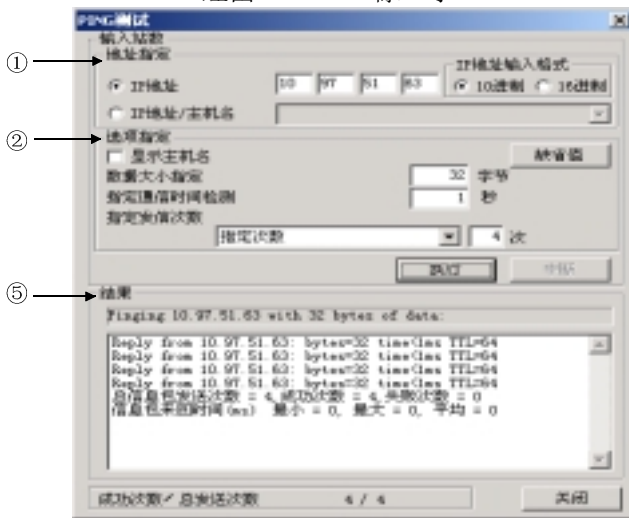 PING测试
输入站数
① 地址指定
IP地址输入格式
IP地址 10 97 51 63 10进制 16进制
IP地址/主机名
② 选项指定
显示主机名 缺省值
数据大小指定 32 字节
指定通信时间检测 1 秒
指定发信次数
指定次数 4 次
执行 中断
⑤ 结果
Pinging 10.97.51.63 with 32 bytes of data:
Reply from 10.97.51.63: bytes=32 time<1ms TTL=64
Reply from 10.97.51.63: bytes=32 time<1ms TTL=64
Reply from 10.97.51.63: bytes=32 time<1ms TTL=64
Reply from 10.97.51.63: bytes=32 time<1ms TTL=64
总信息包发送次数 = 4,成功次数 = 4,失败次数 = 0
信息包来回时间(ms) 最小 = 0, 最大 = 0, 平均 = 0
成功次数/总发送次数 4 / 4 关闭